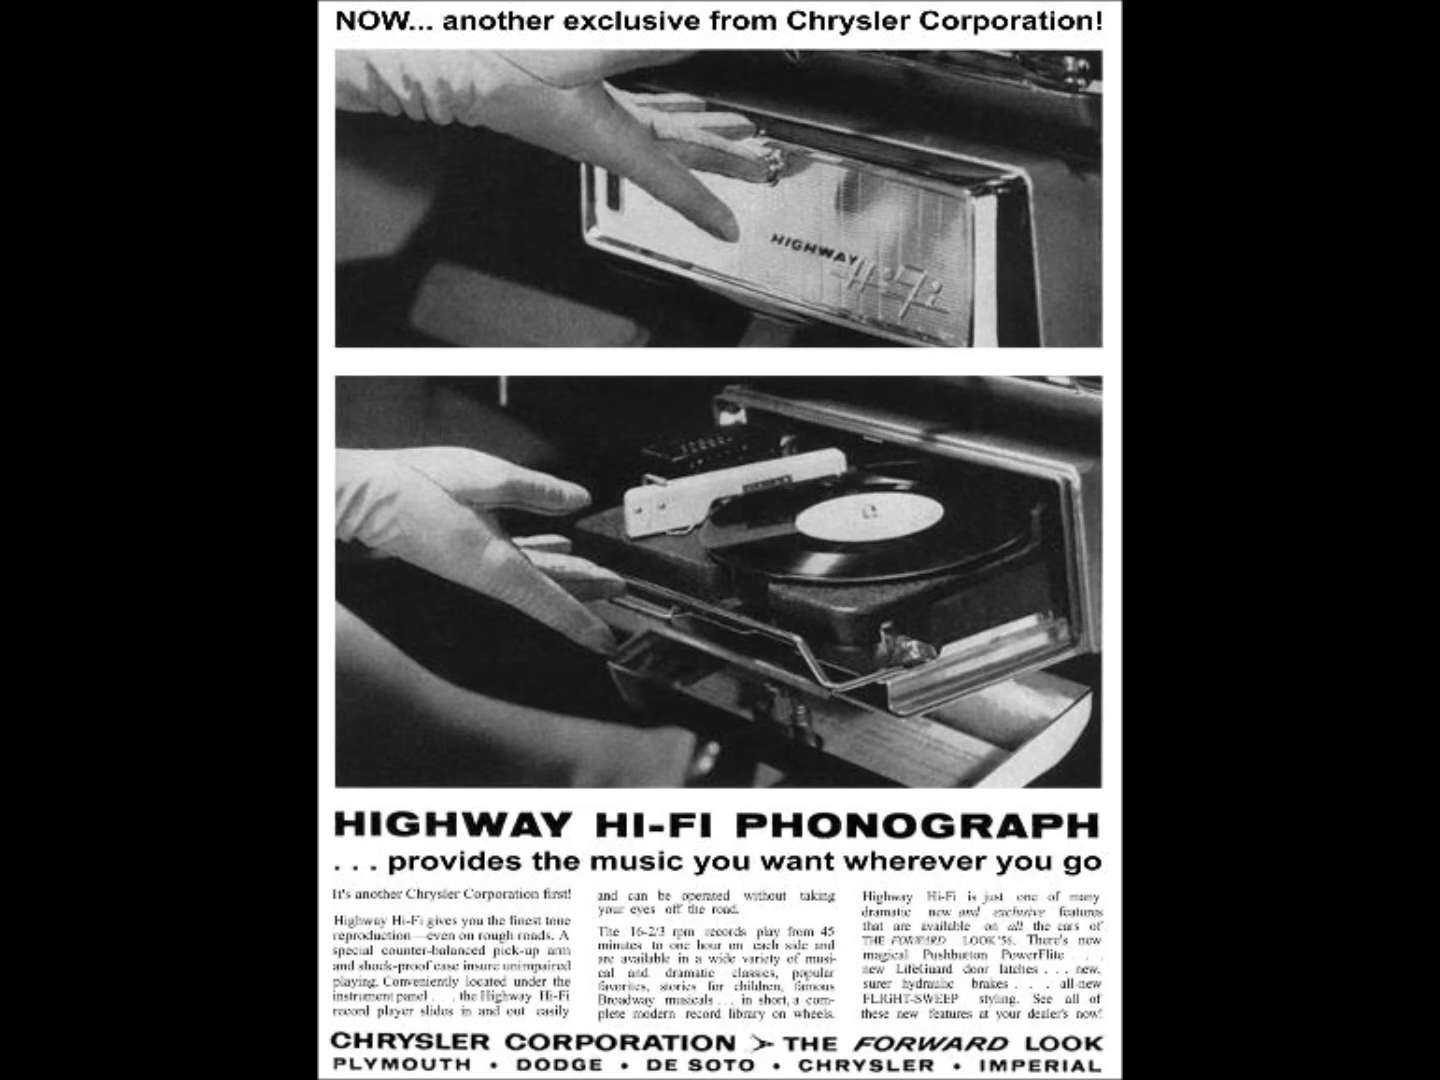 NOW... another exclusive from Chrysler Corporation!
HIGHWAY
Hi-Fi
HIGHWAY HI-FI PHONOGRAPH
. . . provides the music you want wherever you go
It's another Chrysler Corporation first!
Highway Hi-Fi gives you the finest tone
reproduction—even on rough roads. A
special counter-balanced pick-up arm
and shock-proof case insure unimpaired
playing. Conveniently located under the
instrument panel . . . the Highway Hi-Fi
record player slides in and out easily
and can be operated without taking
your eyes off the road.
The 16-2/3 rpm records play from 45
minutes to one hour on each side and
are available in a wide variety of musi-
cal and dramatic classics, popular
favorites, stories for children, famous
Broadway musicals . . . in short, a com-
plete modern record library on wheels.
Highway Hi-Fi is just one of many
dramatic new and exclusive features
that are available on all the cars of
THE FORWARD LOOK '56. There's new
magical Pushbutton PowerFlite . . .
new LifeGuard door latches . . . new,
surer hydraulic brakes . . . all-new
FLIGHT-SWEEP styling. See all of
these new features at your dealer's now!
CHRYSLER CORPORATION THE FORWARD LOOK
PLYMOUTH • DODGE • DE SOTO • CHRYSLER • IMPERIAL